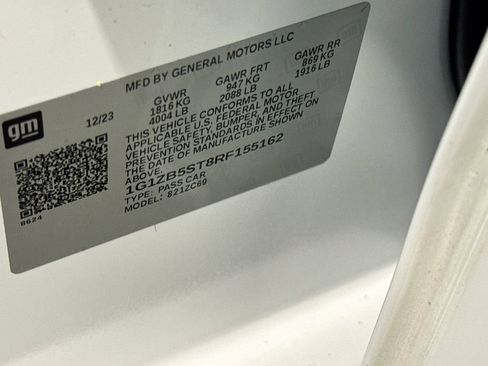 MFD BY GENERAL MOTORS LLC
12/23
GVWR
1816 KG
4004 LB
GAWR FRT
947 KG
2088 LB
GAWR RR
869 KG
1916 LB
gm
THIS VEHICLE CONFORMS TO ALL
APPLICABLE U.S. FEDERAL MOTOR
VEHICLE SAFETY, BUMPER, AND THEFT
PREVENTION STANDARDS IN EFFECT ON
THE DATE OF MANUFACTURE SHOWN
ABOVE.
1G1ZB5ST8RF155162
TYPE: PASS CAR
MODEL: 821ZC69
8624